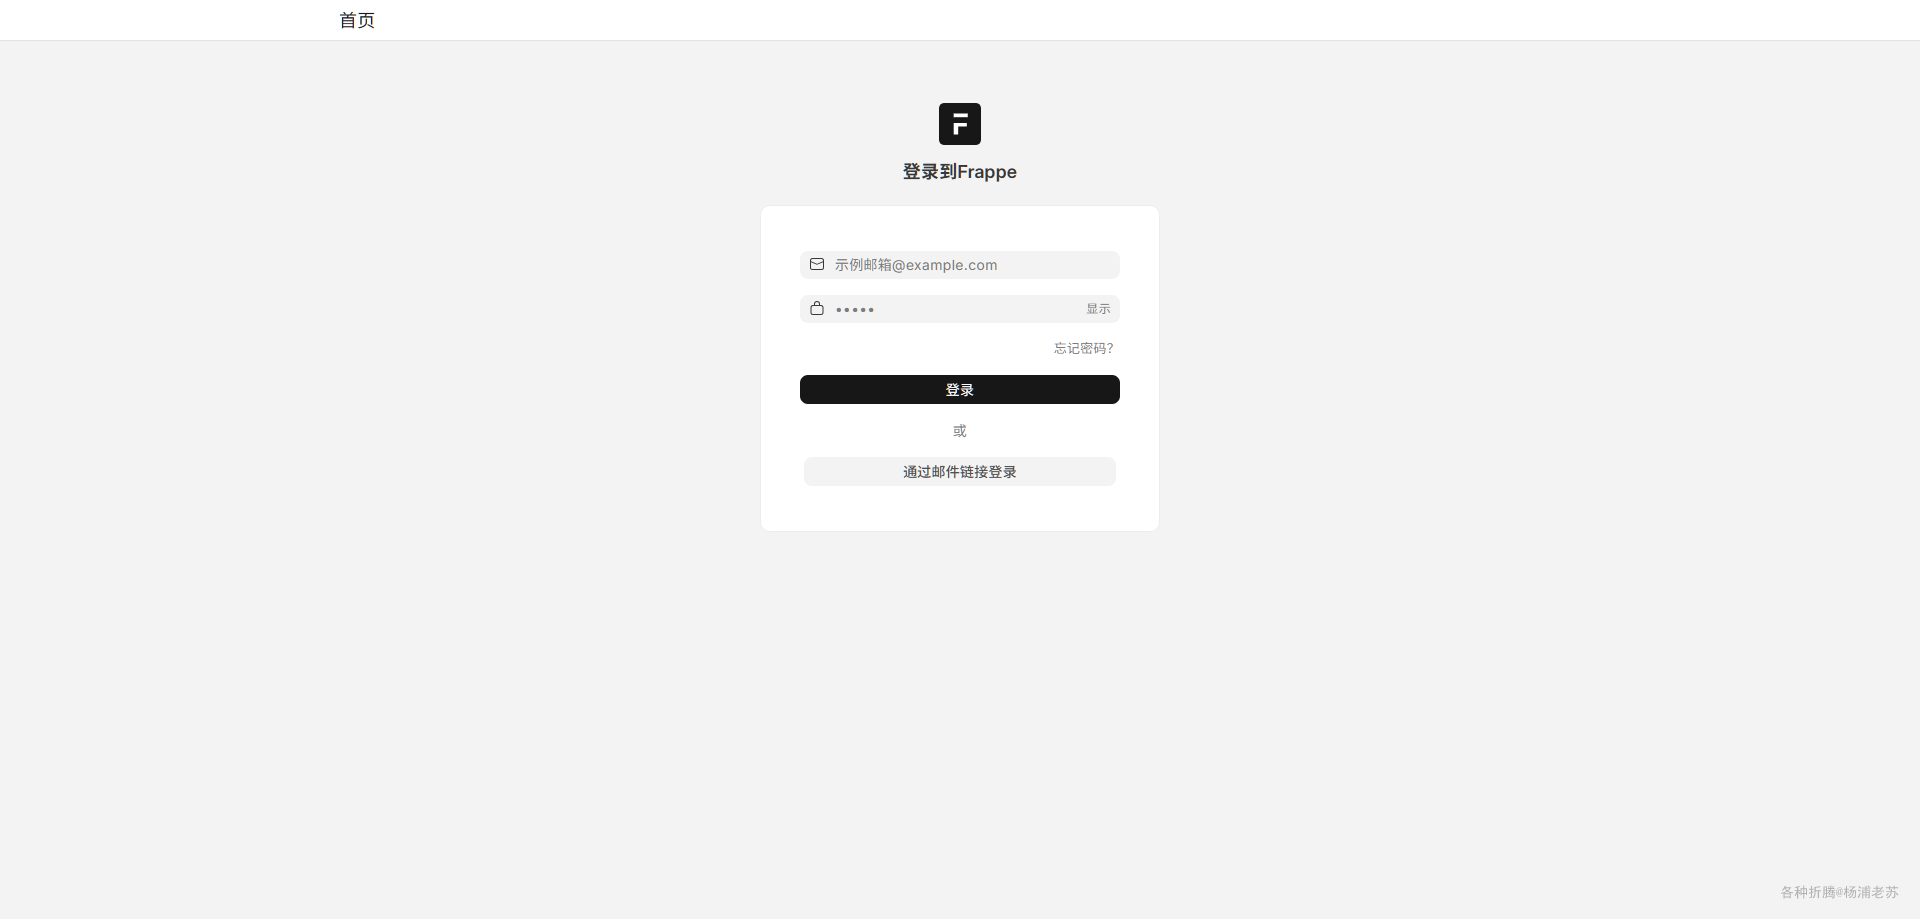 首页
登录到Frappe
示例邮箱@example.com
••••• 显示
忘记密码?
登录
或
通过邮件链接登录
各种折腾@杨浦老苏